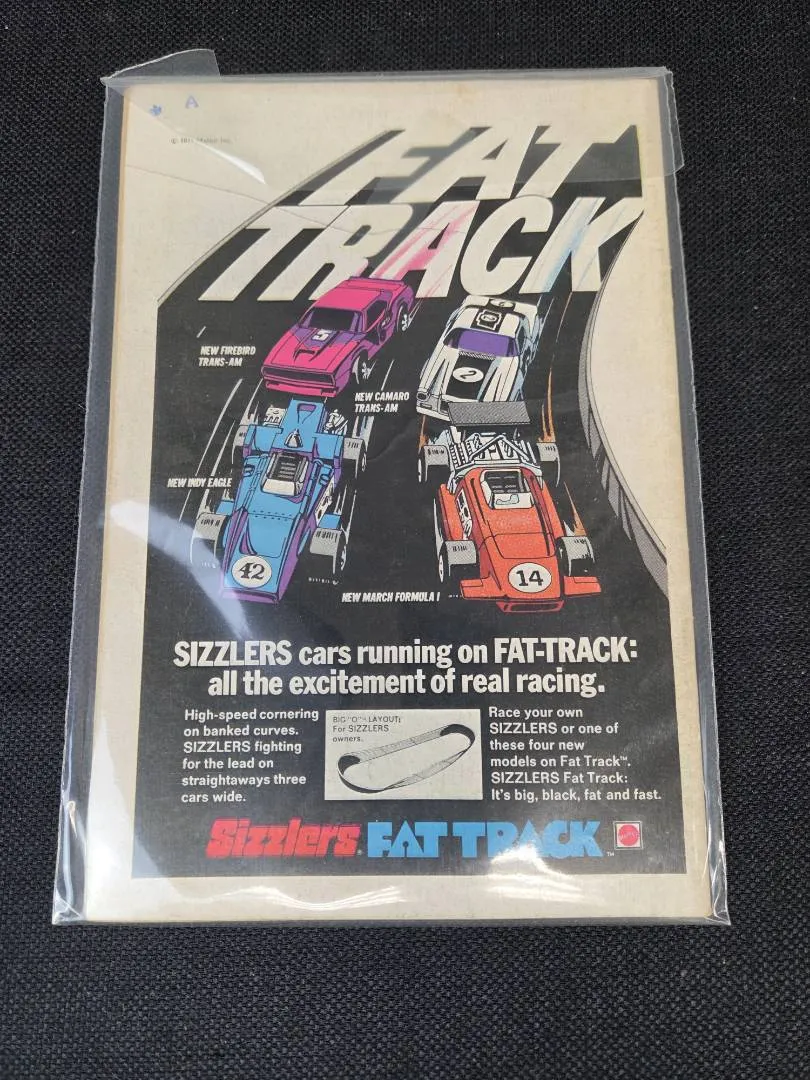 A
FAT
TRACK
5
2
NEW FIREBIRD
TRANS-AM
NEW CAMARO
TRANS-AM
NEW INDY EAGLE
42
14
NEW MARCH FORMULA I
SIZZLERS cars running on FAT-TRACK:
all the excitement of real racing.
High-speed cornering
on banked curves.
SIZZLERS fighting
for the lead on
straightaways three
cars wide.
BIG "O" LAYOUT:
For SIZZLERS
owners.
Race your own
SIZZLERS or one of
these four new
models on Fat Track™.
SIZZLERS Fat Track:
It's big, black, fat and fast.
Sizzlers® FAT TRACK™